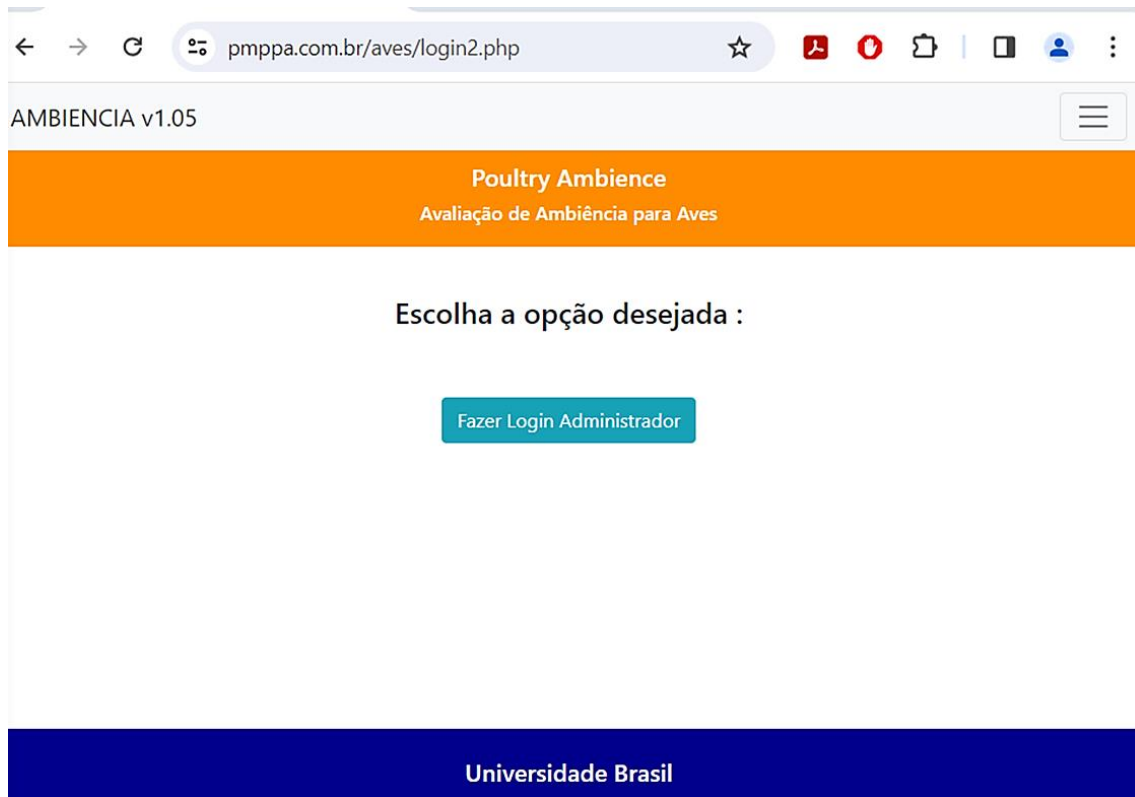 pmppa.com.br/aves/login2.php
AMBIENCIA v1.05
Poultry Ambience
Avaliação de Ambiência para Aves
Escolha a opção desejada :
Fazer Login Administrador
Universidade Brasil